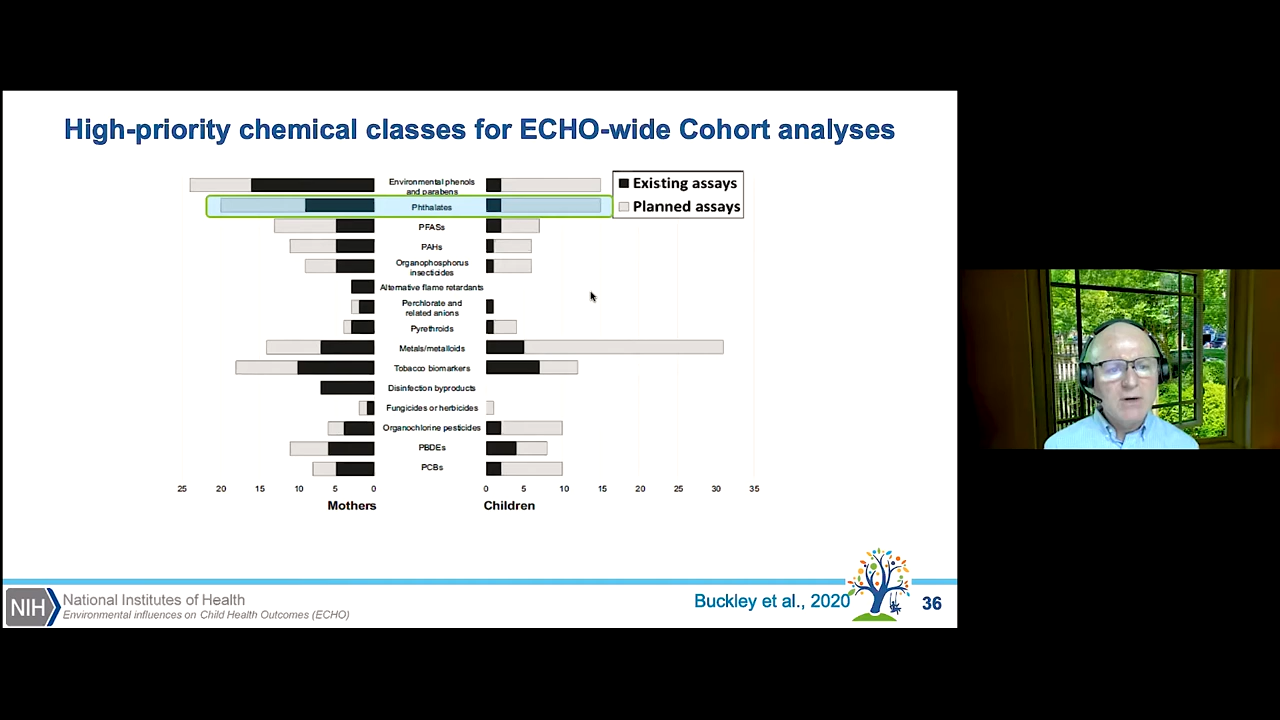 High-priority chemical classes for ECHO-wide Cohort analyses
Existing assays
Planned assays
Environmental phenols
and parabens
Phthalates
PFASs
PAHs
Organophosphorus
insecticides
Alternative flame retardants
Perchlorate and
related anions
Pyrethroids
Metals/metalloids
Tobacco biomarkers
Disinfection byproducts
Fungicides or herbicides
Organochlorine pesticides
PBDEs
PCBs
25 20 15 10 5 0 0 5 10 15 20 25 30 35
Mothers Children
NIH
National Institutes of Health
Environmental influences on Child Health Outcomes (ECHO)
Buckley et al., 2020
36